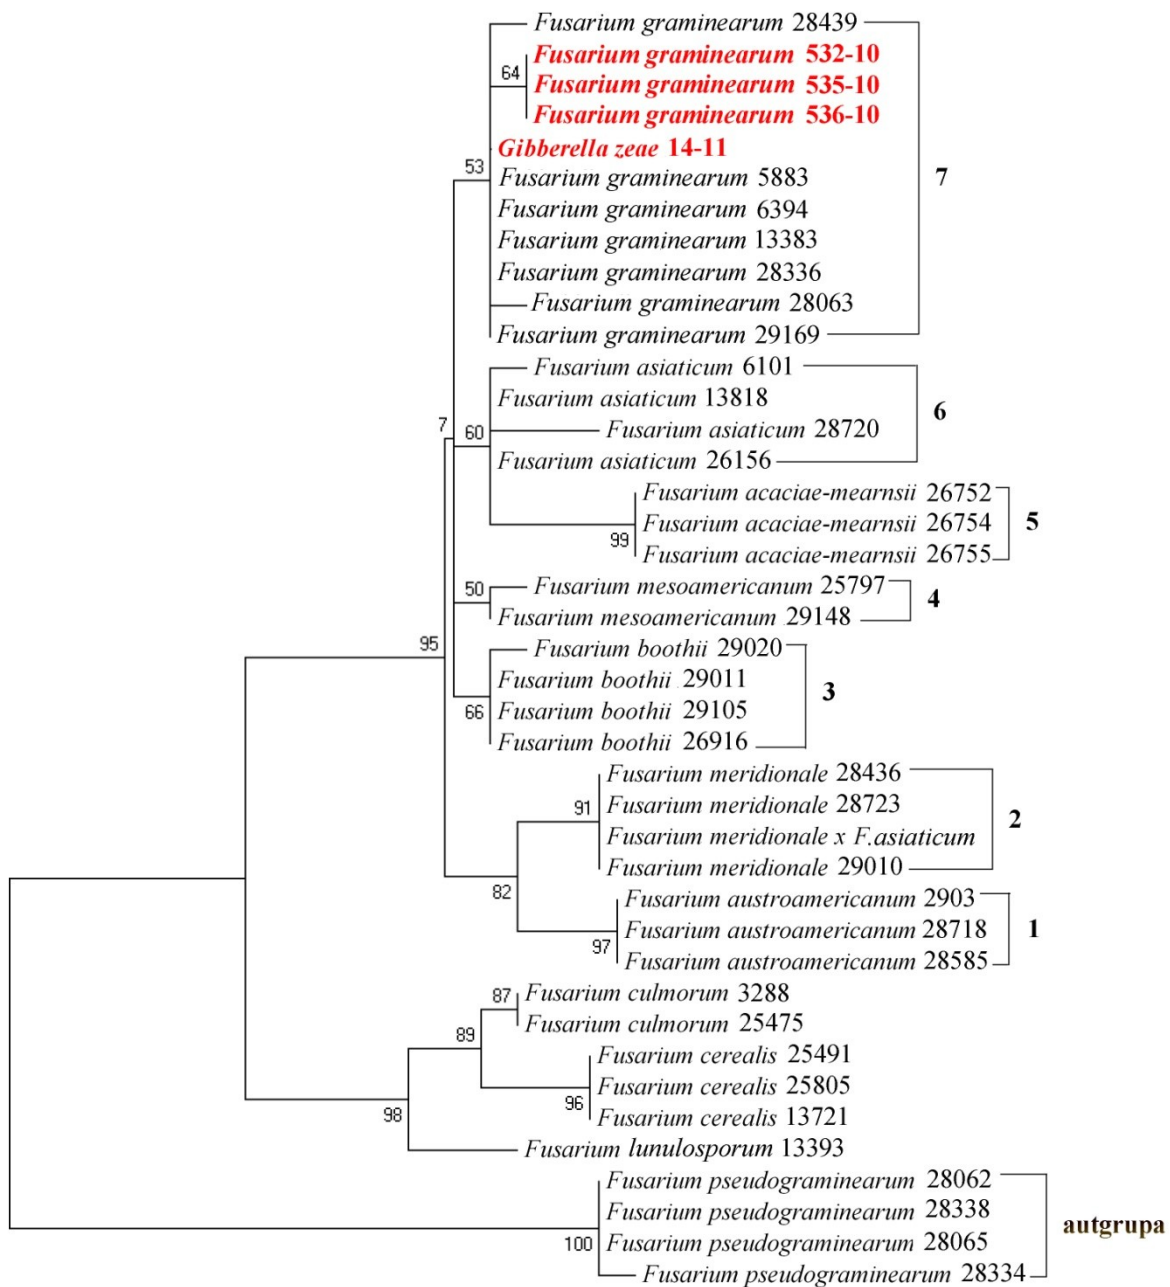 Fusarium graminearum 28439
64
Fusarium graminearum 532-10
Fusarium graminearum 535-10
Fusarium graminearum 536-10
Gibberella zeae 14-11
53
Fusarium graminearum 5883
7
Fusarium graminearum 6394
Fusarium graminearum 13383
Fusarium graminearum 28336
Fusarium graminearum 28063
Fusarium graminearum 29169
Fusarium asiaticum 6101
Fusarium asiaticum 13818
6
7
60
Fusarium asiaticum 28720
Fusarium asiaticum 26156
Fusarium acaciae-mearnsii 26752
Fusarium acaciae-mearnsii 26754
5
99
Fusarium acaciae-mearnsii 26755
50
Fusarium mesoamericanum 25797
4
Fusarium mesoamericanum 29148
95
Fusarium boothii 29020
Fusarium boothii 29011
3
66
Fusarium boothii 29105
Fusarium boothii 26916
Fusarium meridionale 28436
91
Fusarium meridionale 28723
2
Fusarium meridionale x F.asiaticum
Fusarium meridionale 29010
82
Fusarium austroamericanum 2903
Fusarium austroamericanum 28718
1
97
Fusarium austroamericanum 28585
87
Fusarium culmorum 3288
Fusarium culmorum 25475
89
Fusarium cerealis 25491
Fusarium cerealis 25805
96
98
Fusarium cerealis 13721
Fusarium lunulosporum 13393
Fusarium pseudograminearum 28062
Fusarium pseudograminearum 28338
autgrupa
100
Fusarium pseudograminearum 28065
Fusarium pseudograminearum 28334